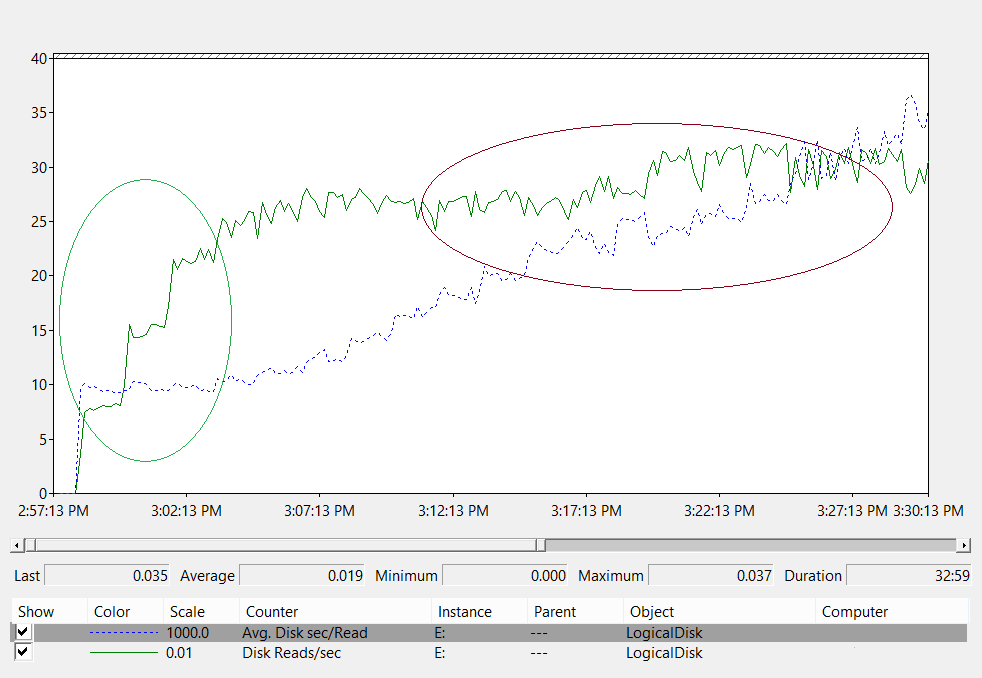 40
35
30
25
20
15
10
5
0
2:57:13 PM 3:02:13 PM 3:07:13 PM 3:12:13 PM 3:17:13 PM 3:22:13 PM 3:27:13 PM 3:30:13 PM
Last 0.035 Average 0.019 Minimum 0.000 Maximum 0.037 Duration 32:59
Show Color Scale Counter Instance Parent Object Computer
1000.0 Avg. Disk sec/Read E: --- LogicalDisk
0.01 Disk Reads/sec E: --- LogicalDisk